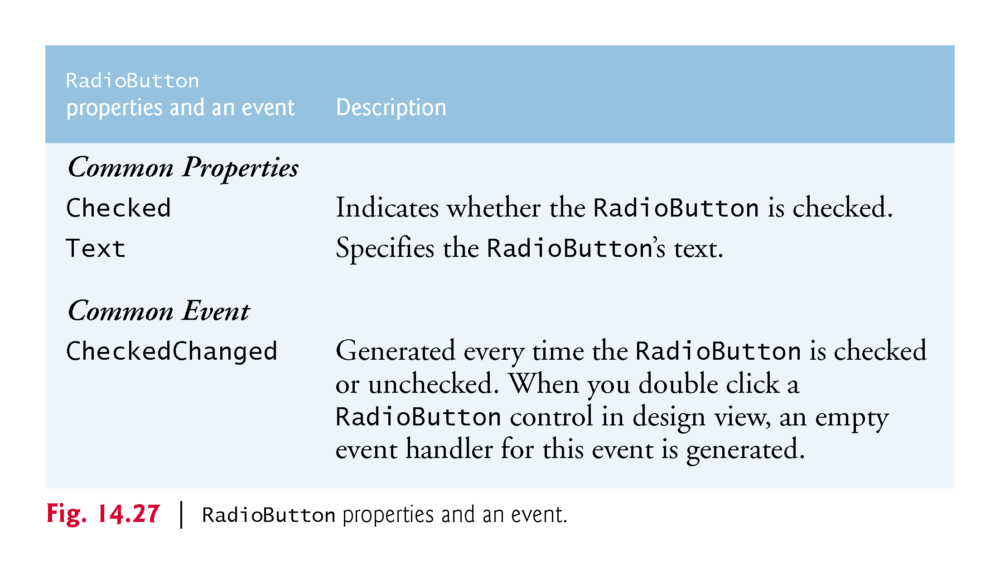 RadioButton
properties and an event Description
Common Properties
Checked Indicates whether the RadioButton is checked.
Text Specifies the RadioButton’s text.
Common Event
CheckedChanged Generated every time the RadioButton is checked
or unchecked. When you double click a
RadioButton control in design view, an empty
event handler for this event is generated.
Fig. 14.27 | RadioButton properties and an event.